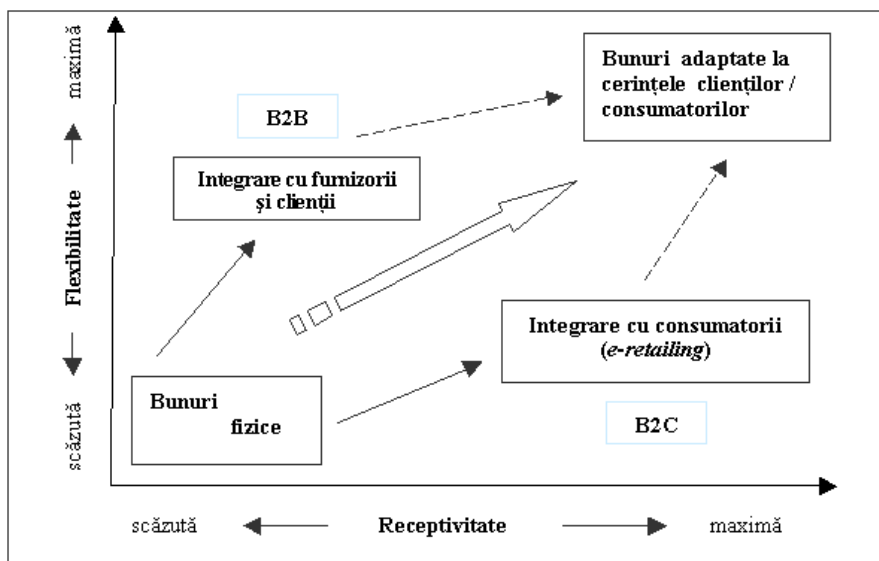 maximă
Flexibilitate
scăzută
Bunuri adaptate la
cerințele clienților /
consumatorilor
B2B
Integrare cu furnizorii
şi clienții
Integrare cu consumatorii
(e-retailing)
Bunuri
fizice
B2C
scăzută
Receptivitate
maximă